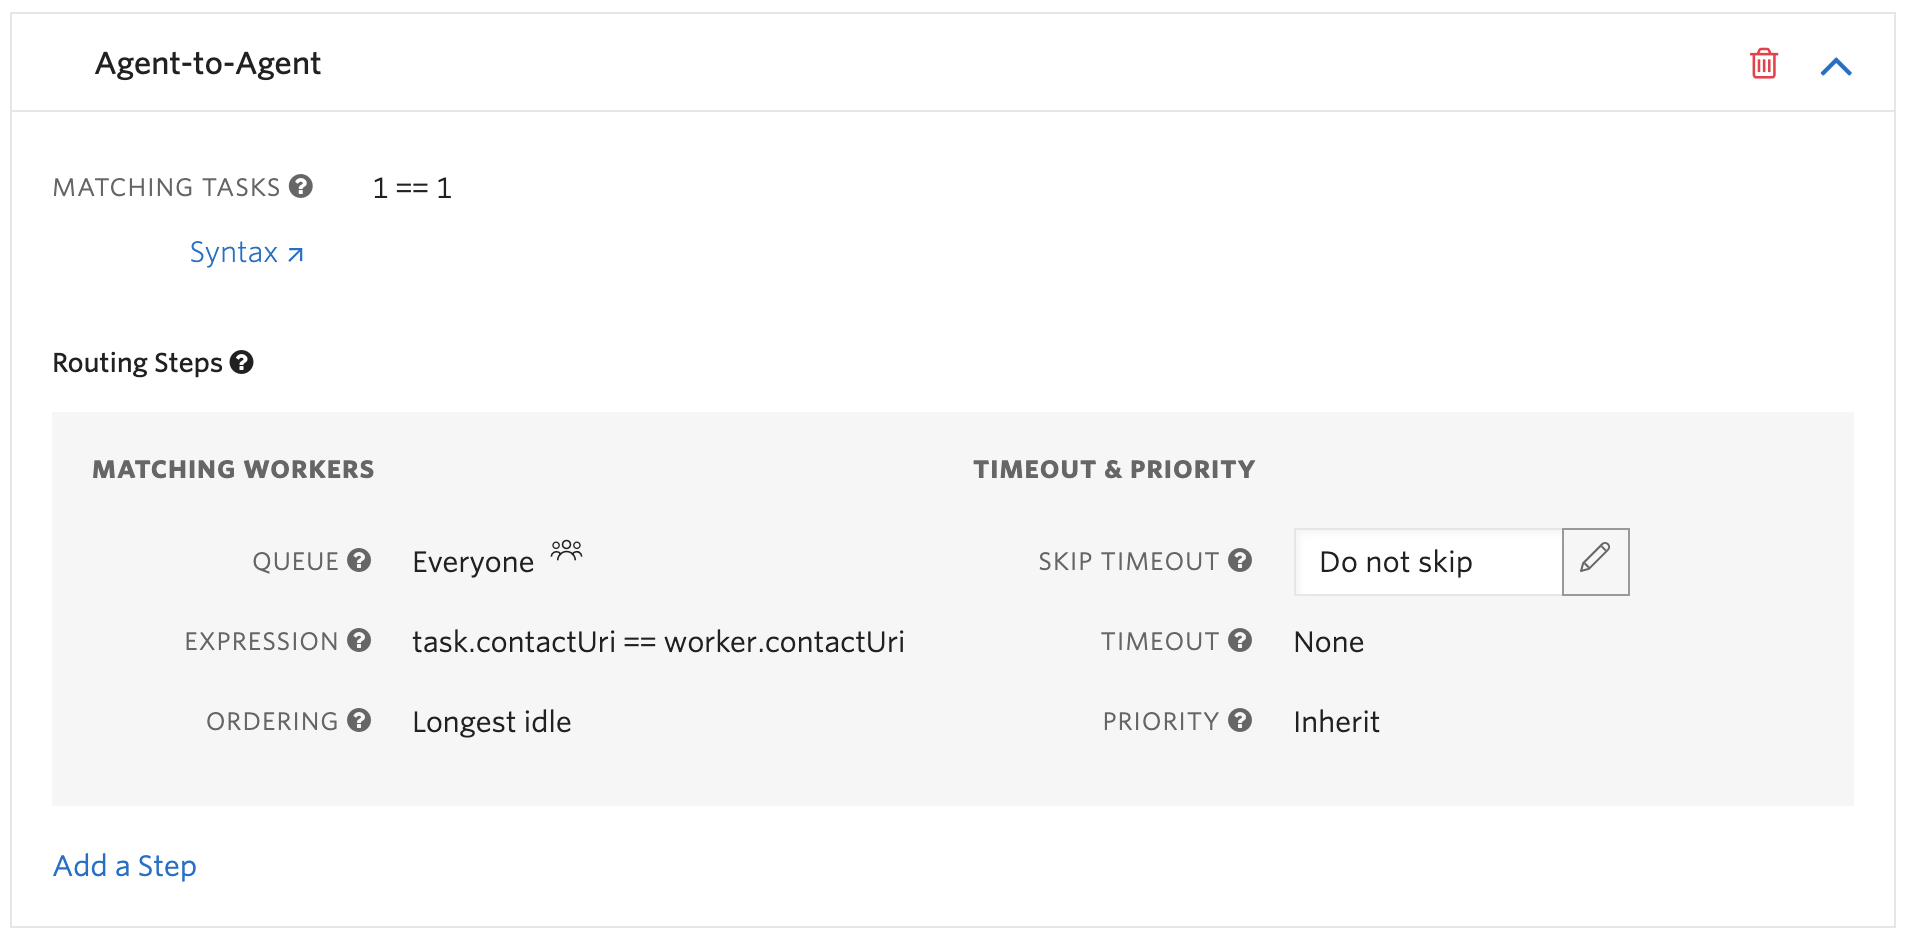 Agent-to-Agent
MATCHING TASKS ? 1 == 1
Syntax ↗
Routing Steps ?
MATCHING WORKERS
QUEUE ? Everyone
EXPRESSION ? task.contactUri == worker.contactUri
ORDERING ? Longest idle
TIMEOUT & PRIORITY
SKIP TIMEOUT ? Do not skip
TIMEOUT ? None
PRIORITY ? Inherit
Add a Step